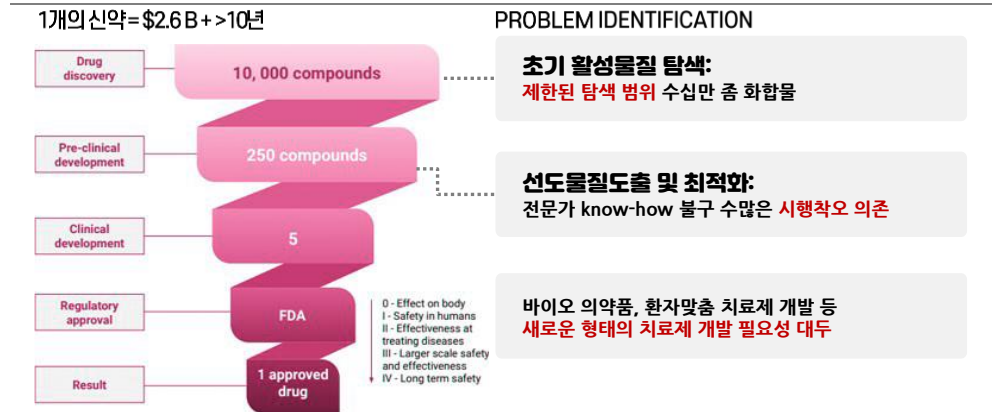 1개의 신약= $2.6 B + >10년
PROBLEM IDENTIFICATION
Drug
discovery
10, 000 compounds
초기 활성물질 탐색:
제한된 탐색 범위 수십만 좀 화합물
Pre-clinical
development
250 compounds
선도물질도출 및 최적화:
전문가 know-how 불구 수많은 시행착오 의존
Clinical
development
5
Regulatory
approval
FDA
0 - Effect on body
I - Safety in humans
II - Effectiveness at
treating diseases
III - Larger scale safety
and effectiveness
IV - Long term safety
바이오 의약품, 환자맞춤 치료제 개발 등
새로운 형태의 치료제 개발 필요성 대두
Result
1 approved
drug